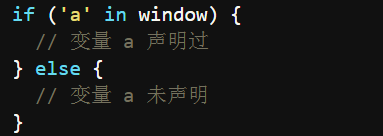 if ('a' in window) {
  // 变量 a 声明过
} else {
  // 变量 a 未声明
}